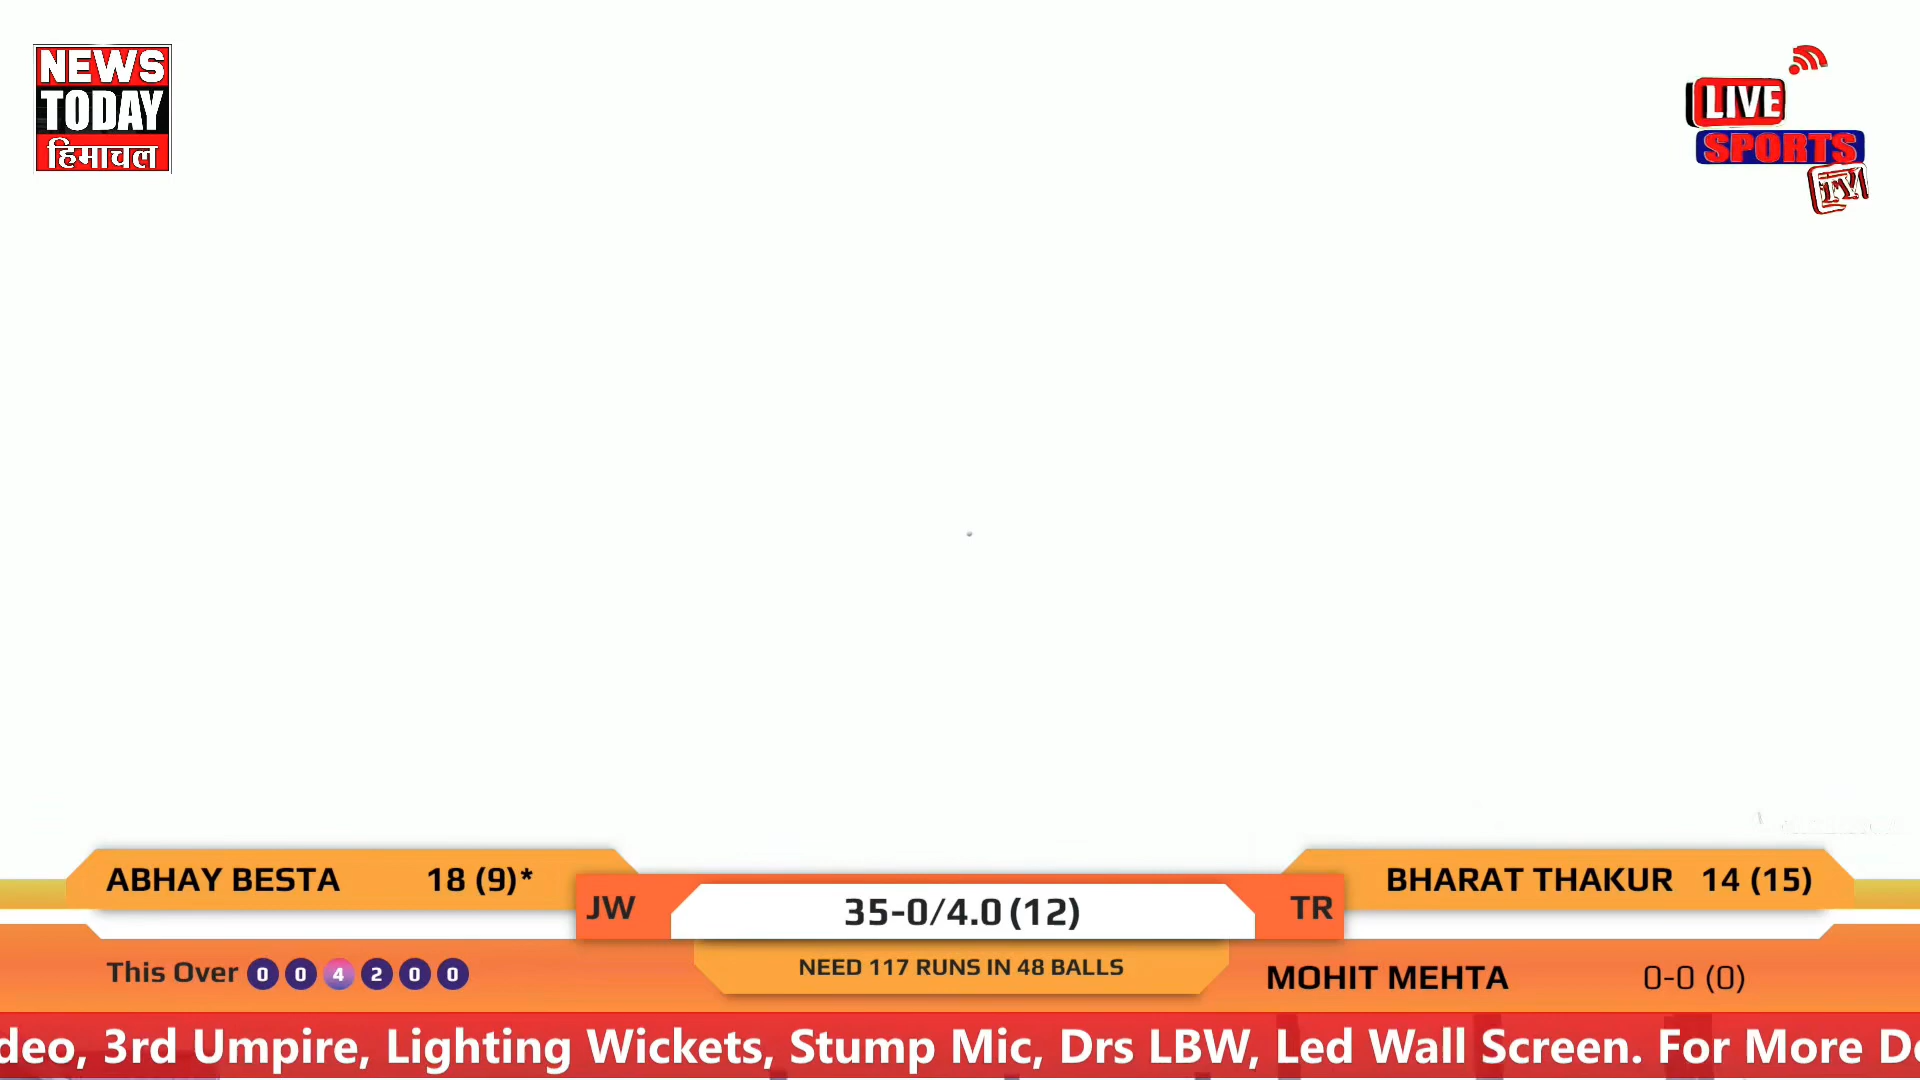 NEWS
TODAY
हिमाचल
LIVE
SPORTS
TV
ABHAY BESTA 18 (9)*
JW
35-0/4.0 (12)
TR
BHARAT THAKUR 14 (15)
This Over 0 0 4 2 0 0
NEED 117 RUNS IN 48 BALLS
MOHIT MEHTA 0-0 (0)
deo, 3rd Umpire, Lighting Wickets, Stump Mic, Drs LBW, Led Wall Screen. For More De